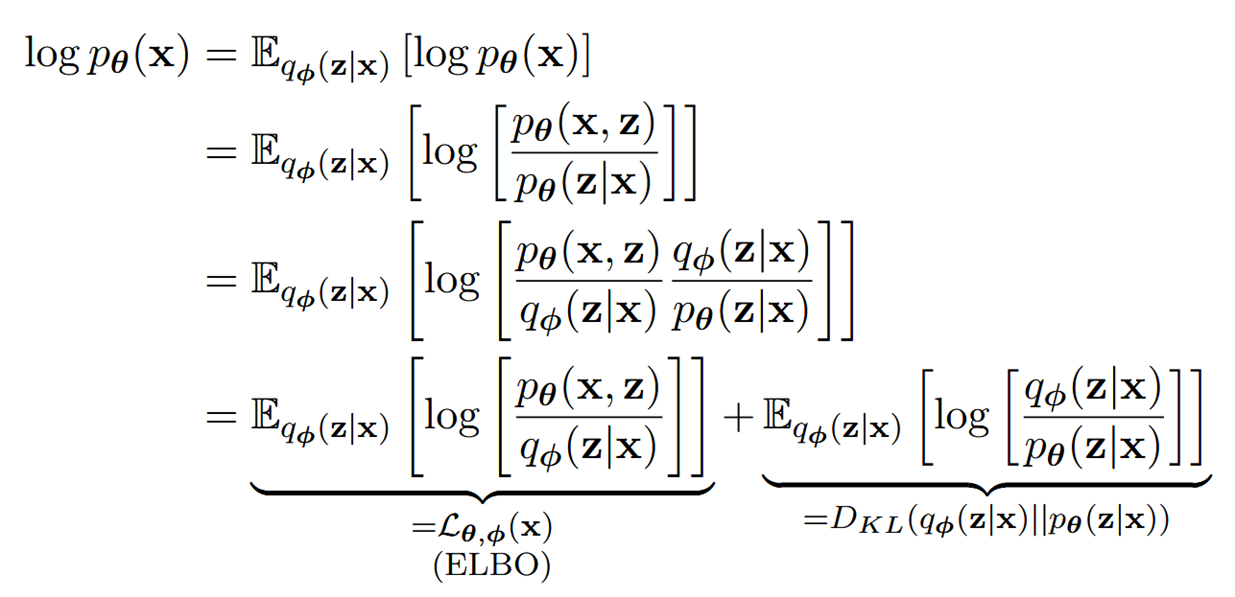 log p_θ(x) = 𝔼_{q_ϕ(z|x)} [log p_θ(x)]
= 𝔼_{q_ϕ(z|x)} [log [p_θ(x, z) / p_θ(z|x)]]
= 𝔼_{q_ϕ(z|x)} [log [p_θ(x, z) / q_ϕ(z|x) q_ϕ(z|x) / p_θ(z|x)]]
= 𝔼_{q_ϕ(z|x)} [log [p_θ(x, z) / q_ϕ(z|x)]] + 𝔼_{q_ϕ(z|x)} [log [q_ϕ(z|x) / p_θ(z|x)]]
=ℒ_{θ,ϕ}(x)
(ELBO)
=D_{KL}(q_ϕ(z|x)||p_θ(z|x))